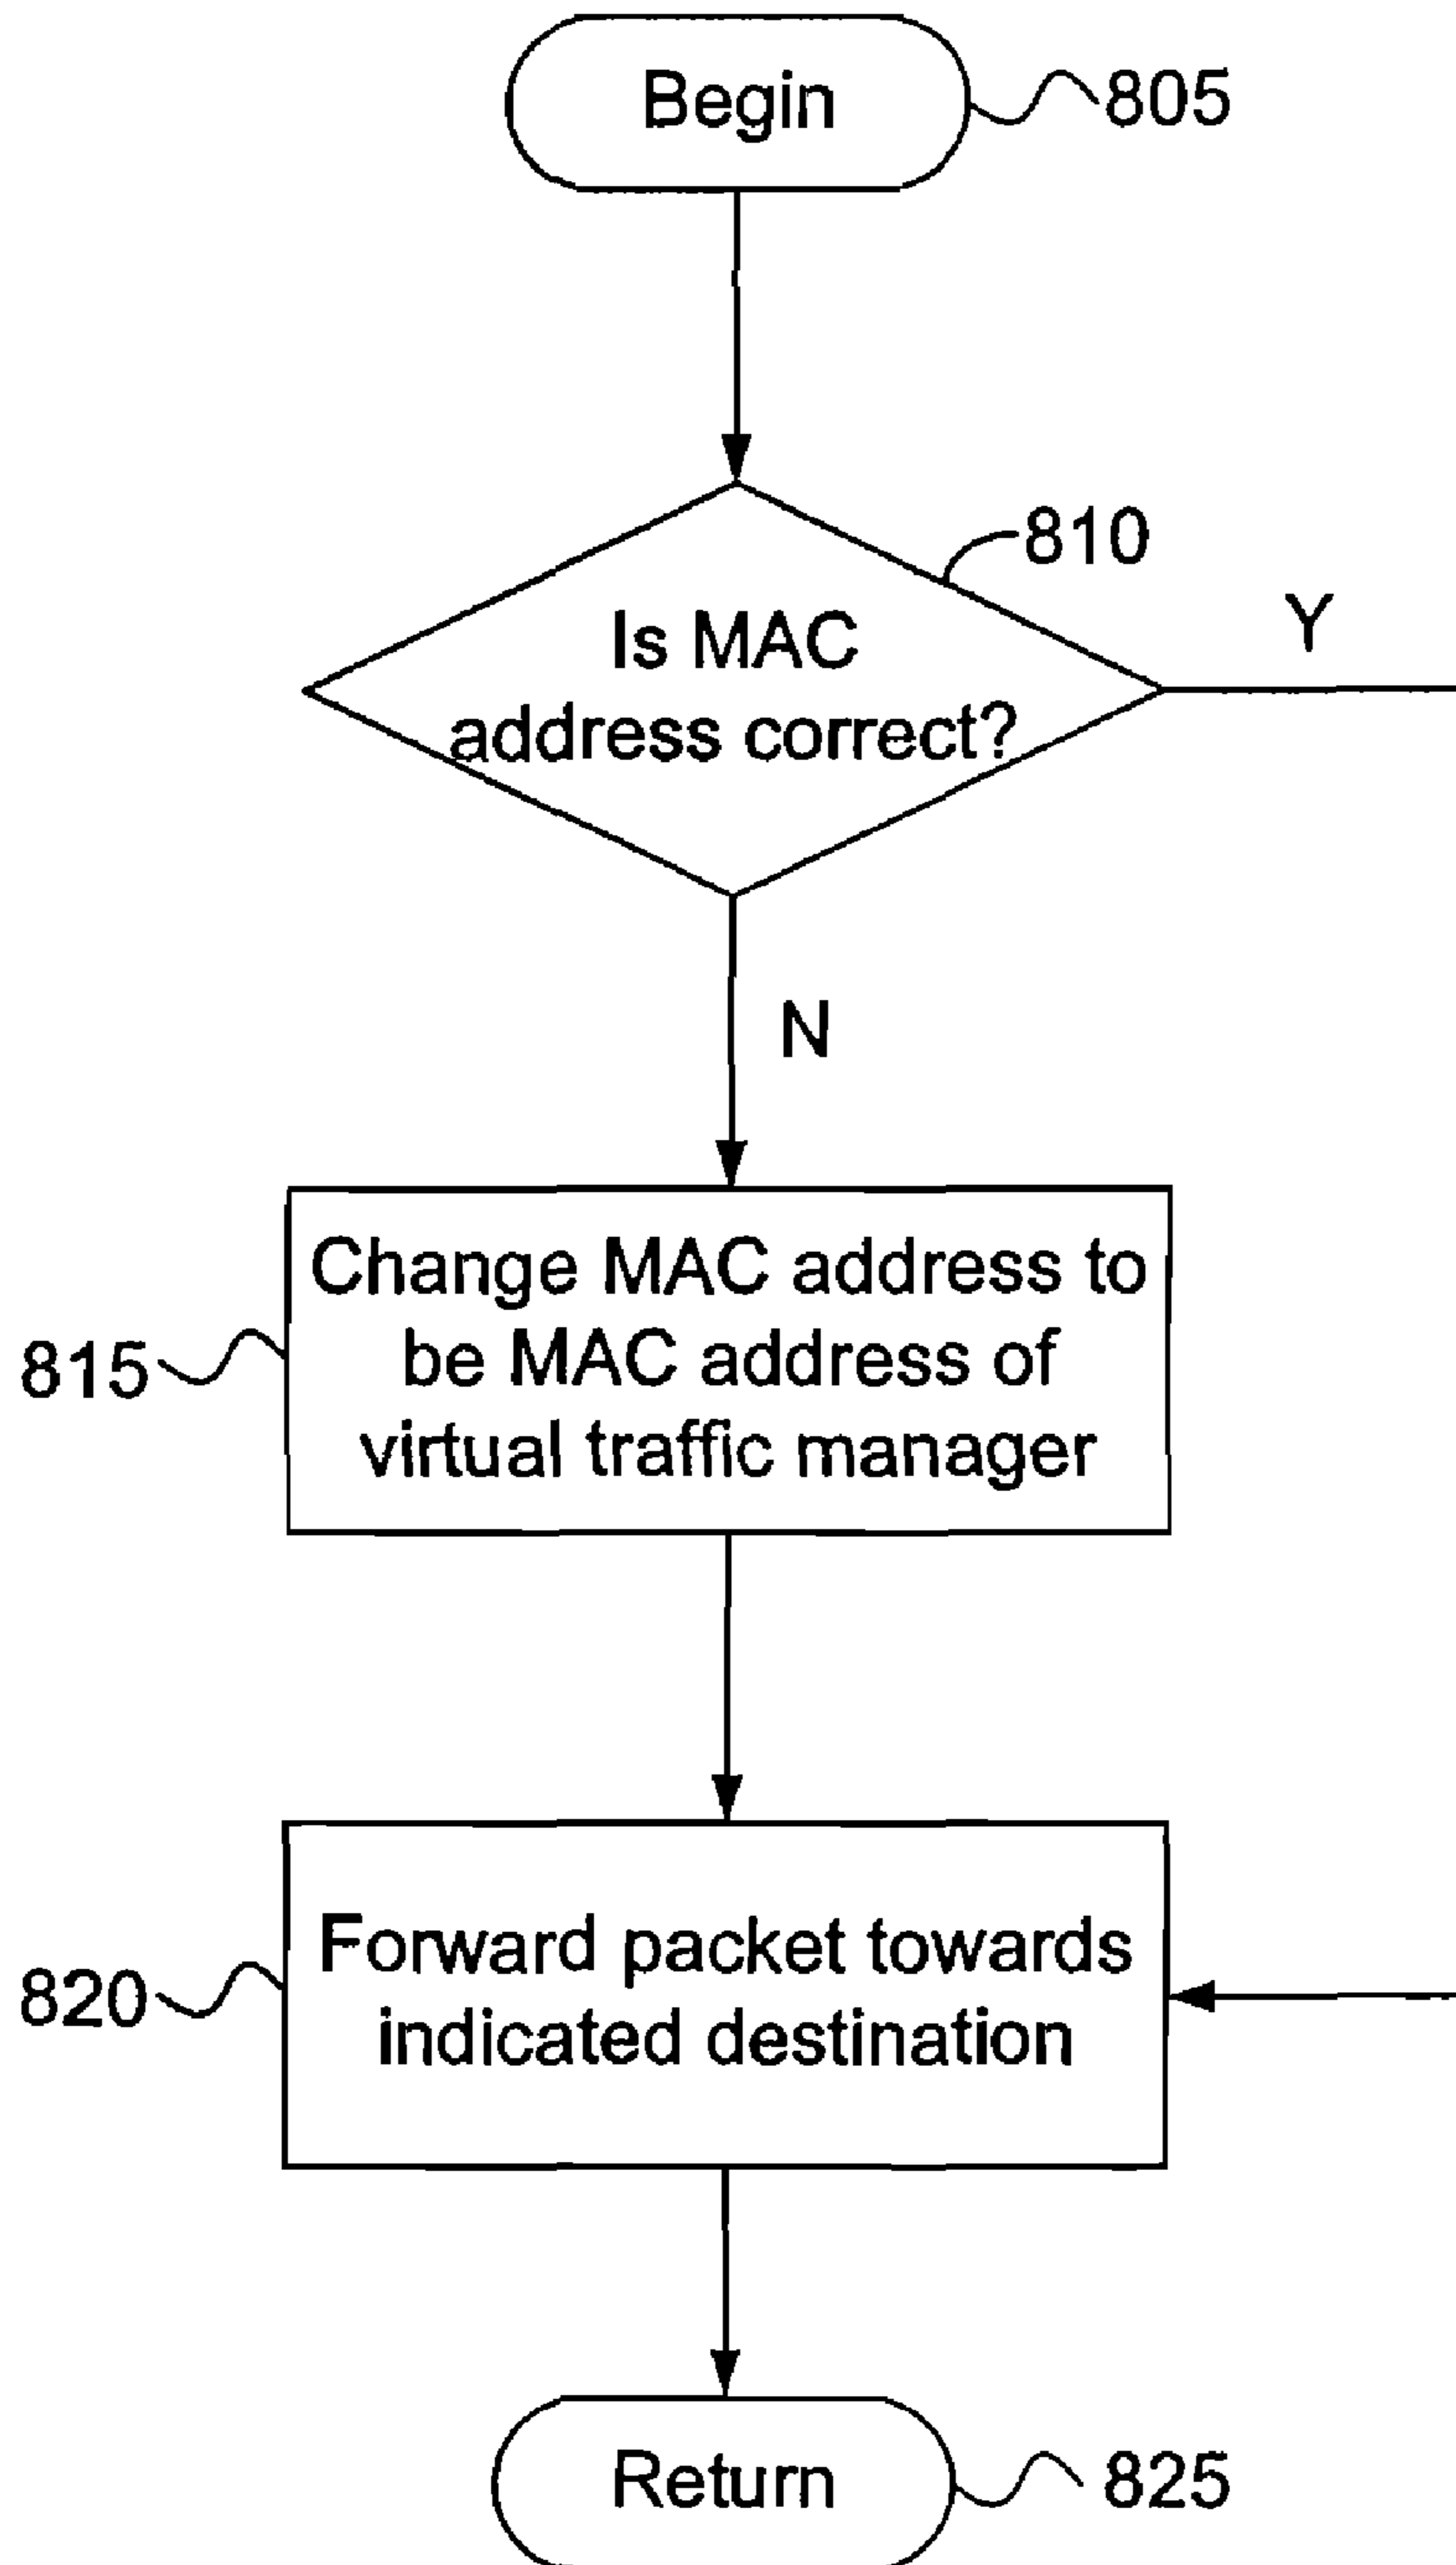 Begin
805
810
Is MAC
address correct?
Y
N
Change MAC address to
be MAC address of
virtual traffic manager
815
Forward packet towards
indicated destination
820
Return
825